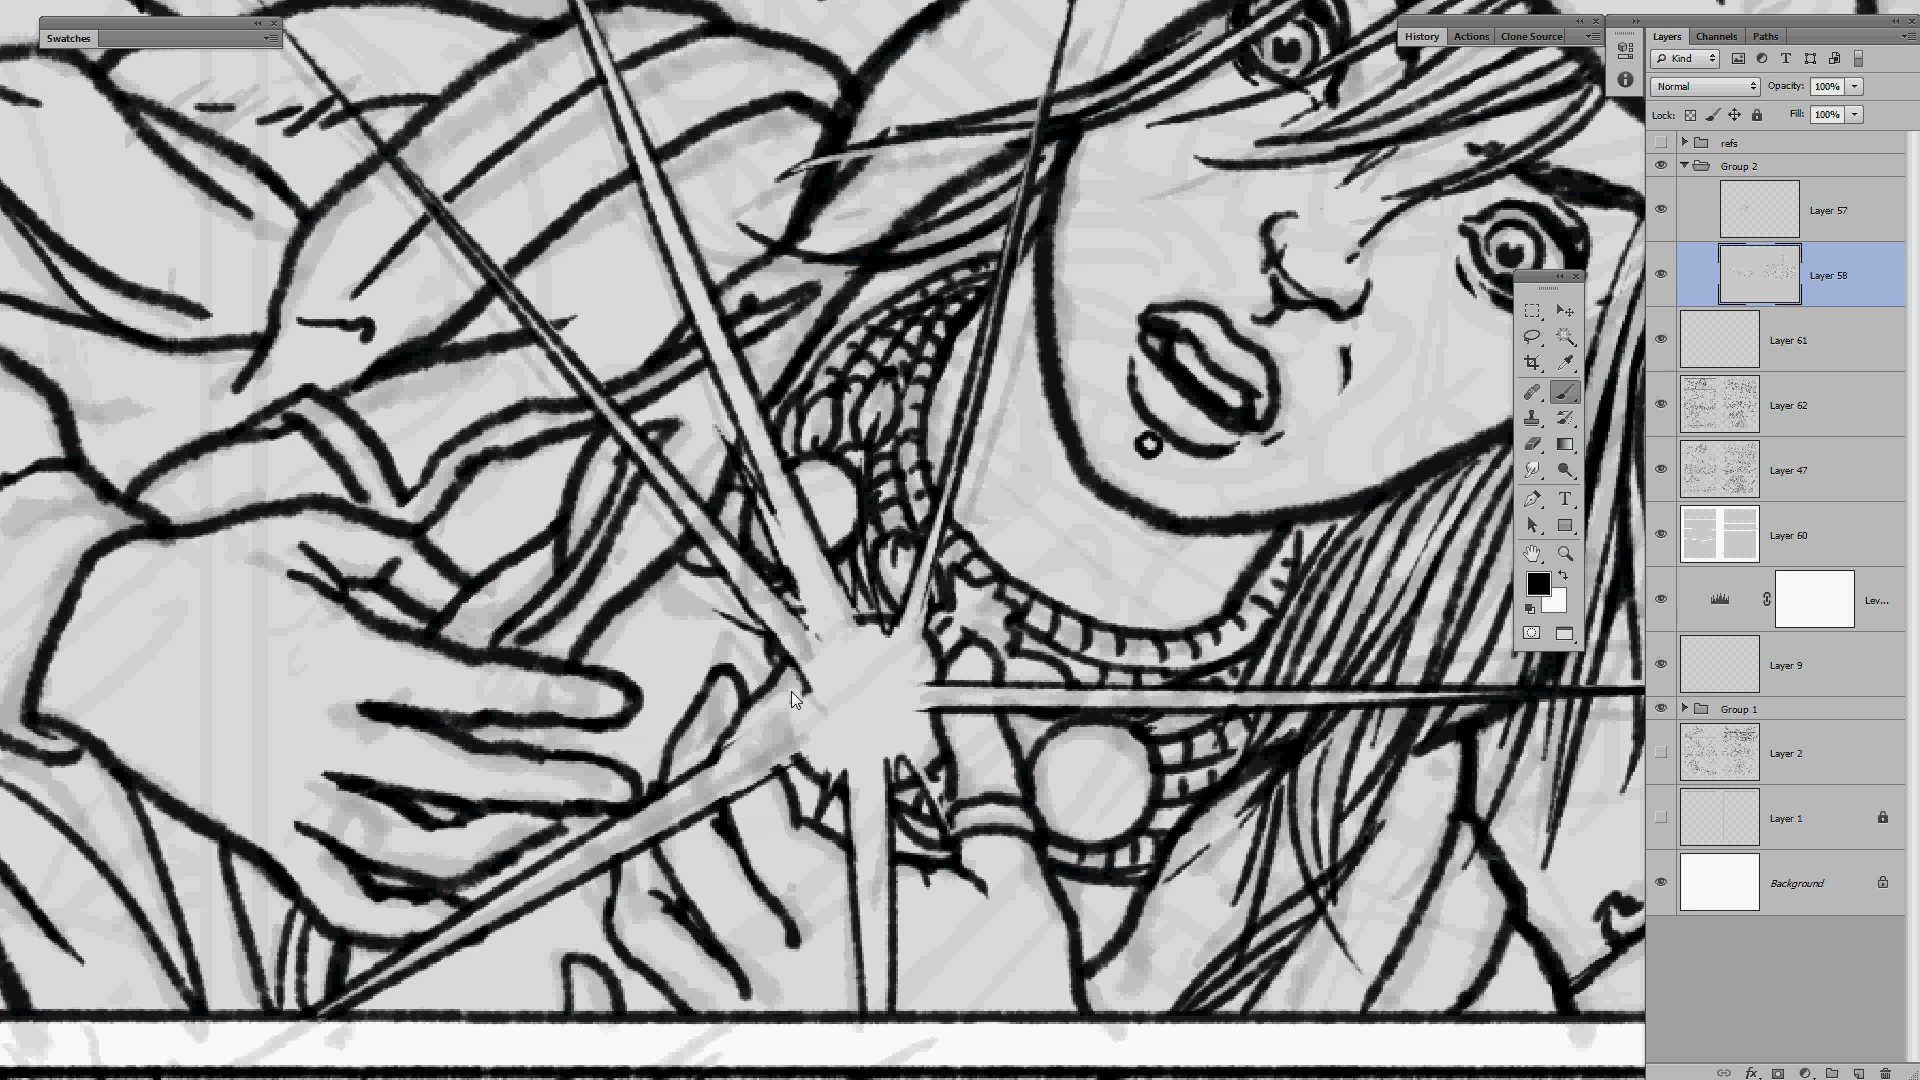 Swatches
History Actions Clone Source
Layers Channels Paths
Kind
Normal Opacity: 100%
Lock: Fill: 100%
refs
Group 2
Layer 57
Layer 58
Layer 61
Layer 62
Layer 47
Layer 60
Lev...
Layer 9
Group 1
Layer 2
Layer 1
Background
fx